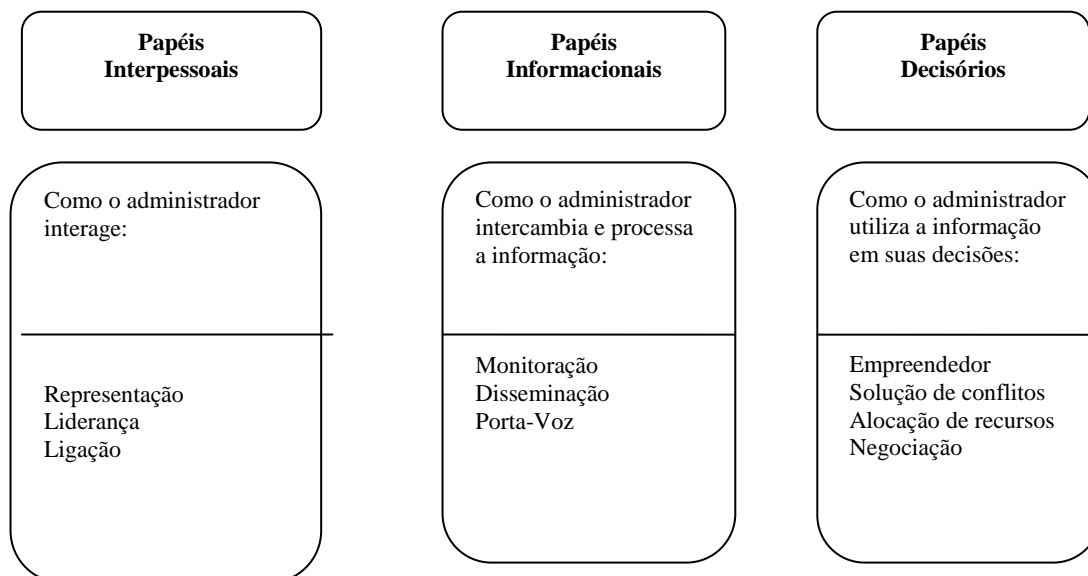 Papéis
Interpessoais
Como o administrador
interage:
Representação
Liderança
Ligação
Papéis
Informacionais
Como o administrador
intercambia e processa
a informação:
Monitoração
Disseminação
Porta-Voz
Papéis
Decisórios
Como o administrador
utiliza a informação
em suas decisões:
Empreendedor
Solução de conflitos
Alocação de recursos
Negociação